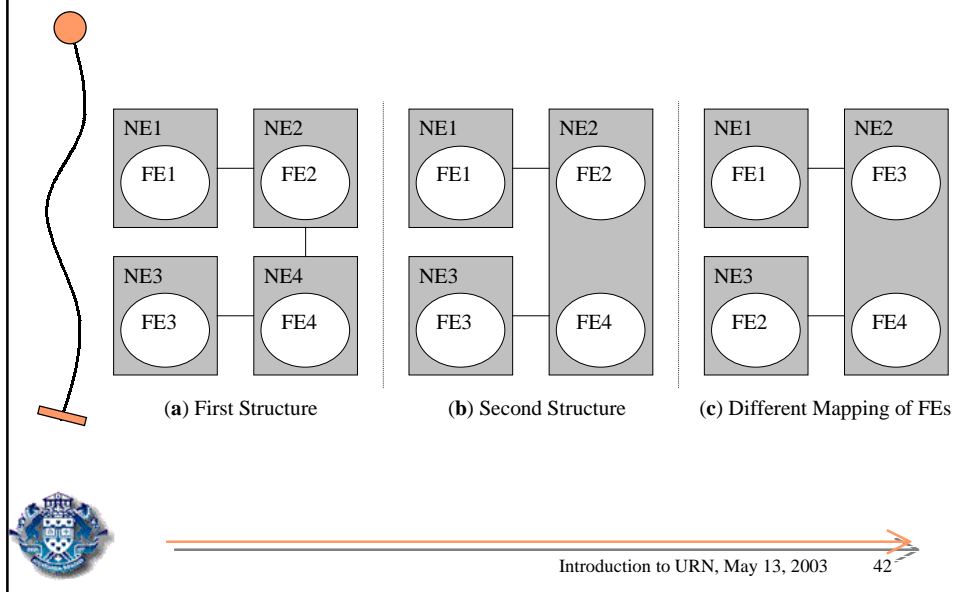 NE1
FE1
NE2
FE2
NE3
FE3
NE4
FE4
(a) First Structure
NE1
FE1
NE2
FE2
NE3
FE3
FE4
(b) Second Structure
NE1
FE1
NE2
FE3
NE3
FE2
FE4
(c) Different Mapping of FEs
Introduction to URN, May 13, 2003 42